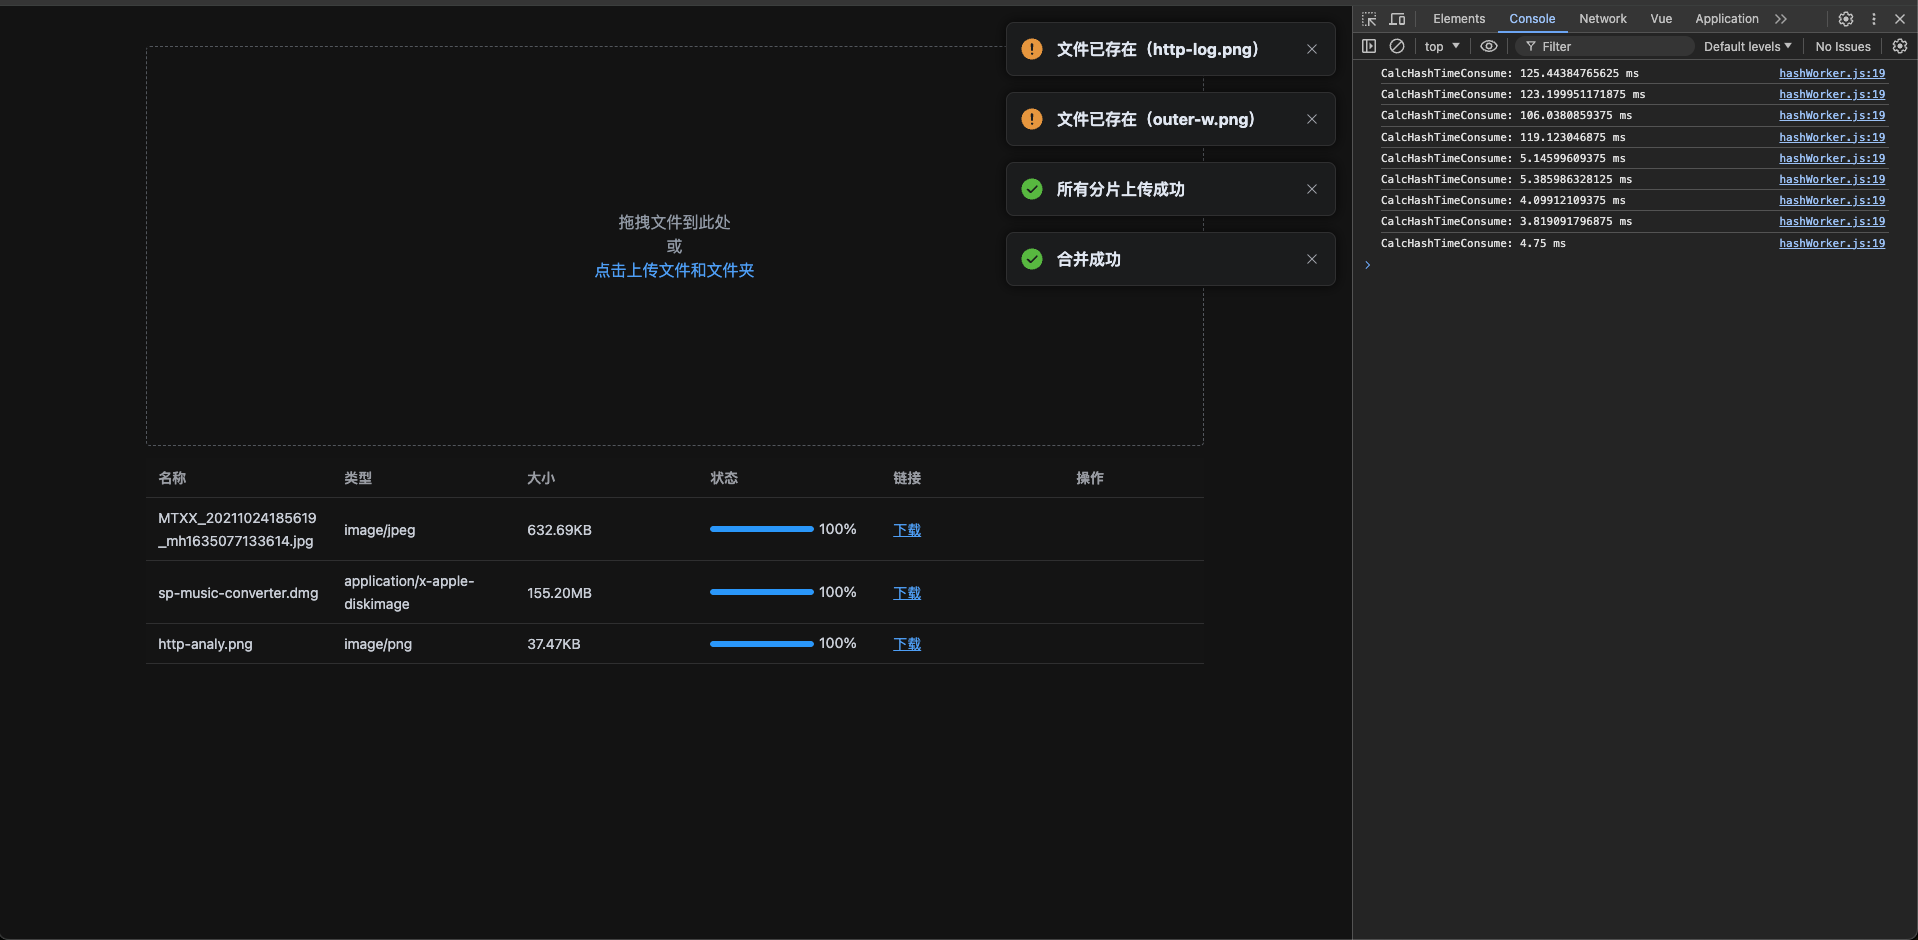 文件已存在（http-log.png）
文件已存在（outer-w.png）
所有分片上传成功
合并成功
拖拽文件到此处
或
点击上传文件和文件夹
名称 类型 大小 状态 链接 操作
MTXX_20211024185619
_mh1635077133614.jpg image/jpeg 632.69KB 100% 下载
sp-music-converter.dmg application/x-apple-
diskimage 155.20MB 100% 下载
http-analy.png image/png 37.47KB 100% 下载
Elements Console Network Vue Application
top Filter Default levels No Issues
CalcHashTimeConsume: 125.44384765625 ms hashWorker.js:19
CalcHashTimeConsume: 123.199951171875 ms hashWorker.js:19
CalcHashTimeConsume: 106.0380859375 ms hashWorker.js:19
CalcHashTimeConsume: 119.123046875 ms hashWorker.js:19
CalcHashTimeConsume: 5.14599609375 ms hashWorker.js:19
CalcHashTimeConsume: 5.385986328125 ms hashWorker.js:19
CalcHashTimeConsume: 4.09912109375 ms hashWorker.js:19
CalcHashTimeConsume: 3.819091796875 ms hashWorker.js:19
CalcHashTimeConsume: 4.75 ms hashWorker.js:19